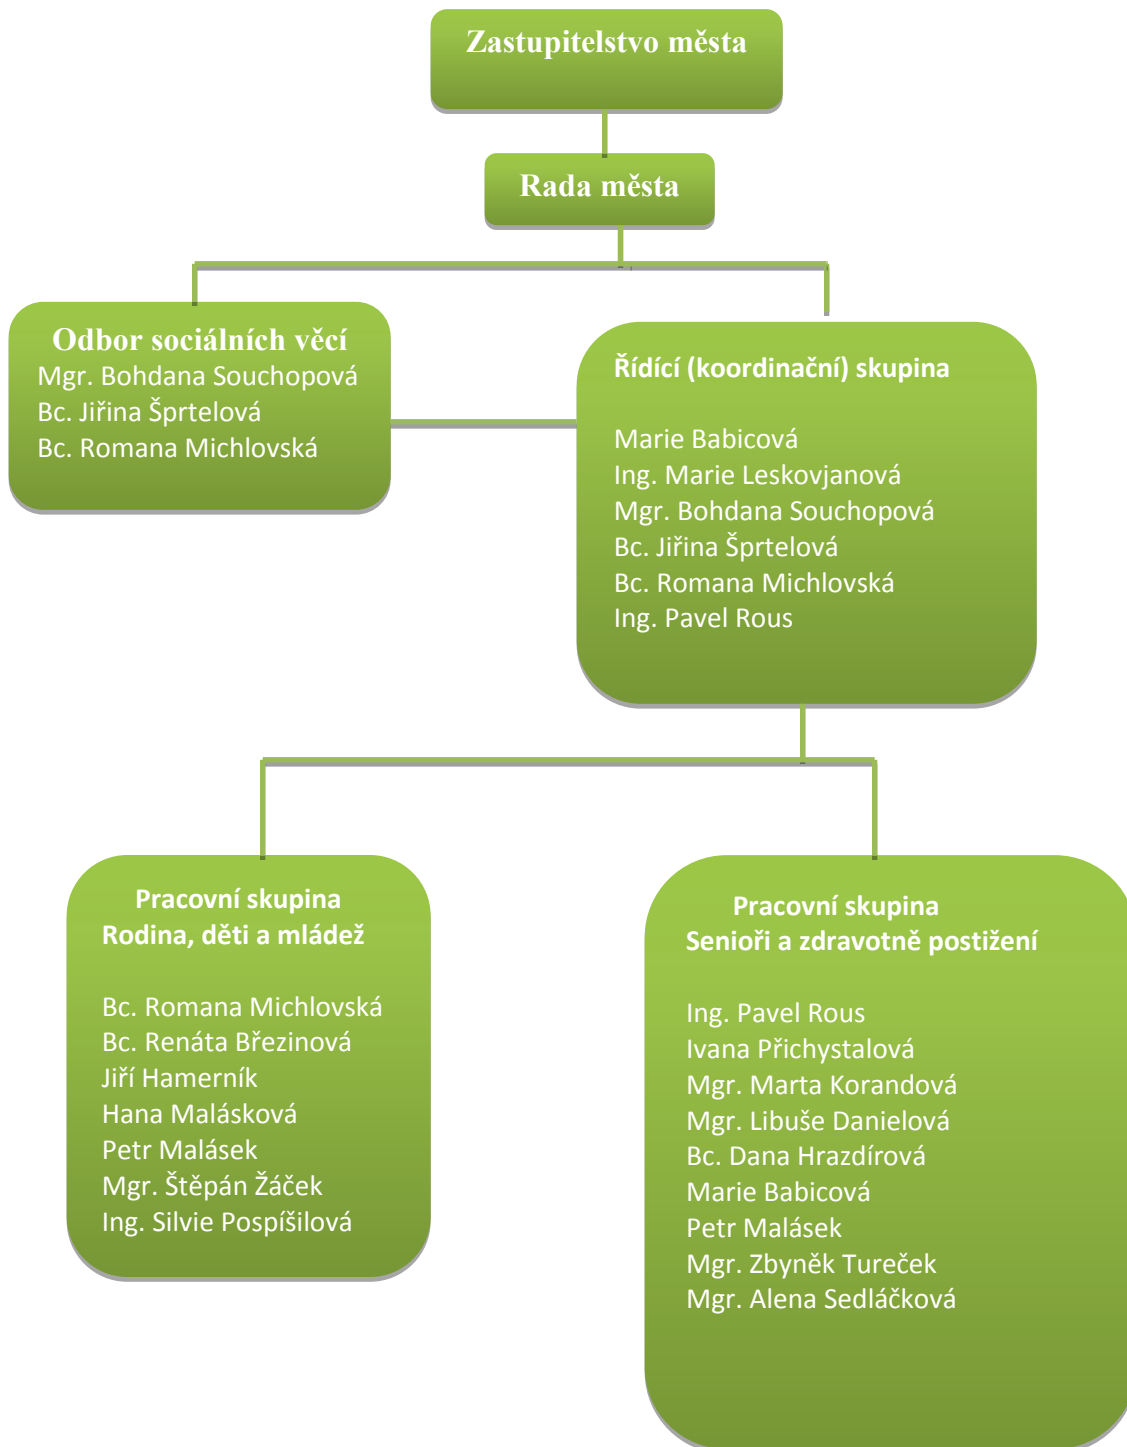 Zastupitelstvo města
Rada města
Odbor sociálních věcí
Mgr. Bohdana Souchopová
Bc. Jiřina Šprtelová
Bc. Romana Michlovská
Řídící (koordinační) skupina
Marie Babicová
Ing. Marie Leskovjanová
Mgr. Bohdana Souchopová
Bc. Jiřina Šprtelová
Bc. Romana Michlovská
Ing. Pavel Rous
Pracovní skupina
Rodina, děti a mládež
Bc. Romana Michlovská
Bc. Renáta Březinová
Jiří Hamerník
Hana Malásková
Petr Malásek
Mgr. Štěpán Žáček
Ing. Silvie Pospíšilová
Pracovní skupina
Senioři a zdravotně postižení
Ing. Pavel Rous
Ivana Přichystalová
Mgr. Marta Korandová
Mgr. Libuše Danielová
Bc. Dana Hrazdírová
Marie Babicová
Petr Malásek
Mgr. Zbyněk Tureček
Mgr. Alena Sedláčková